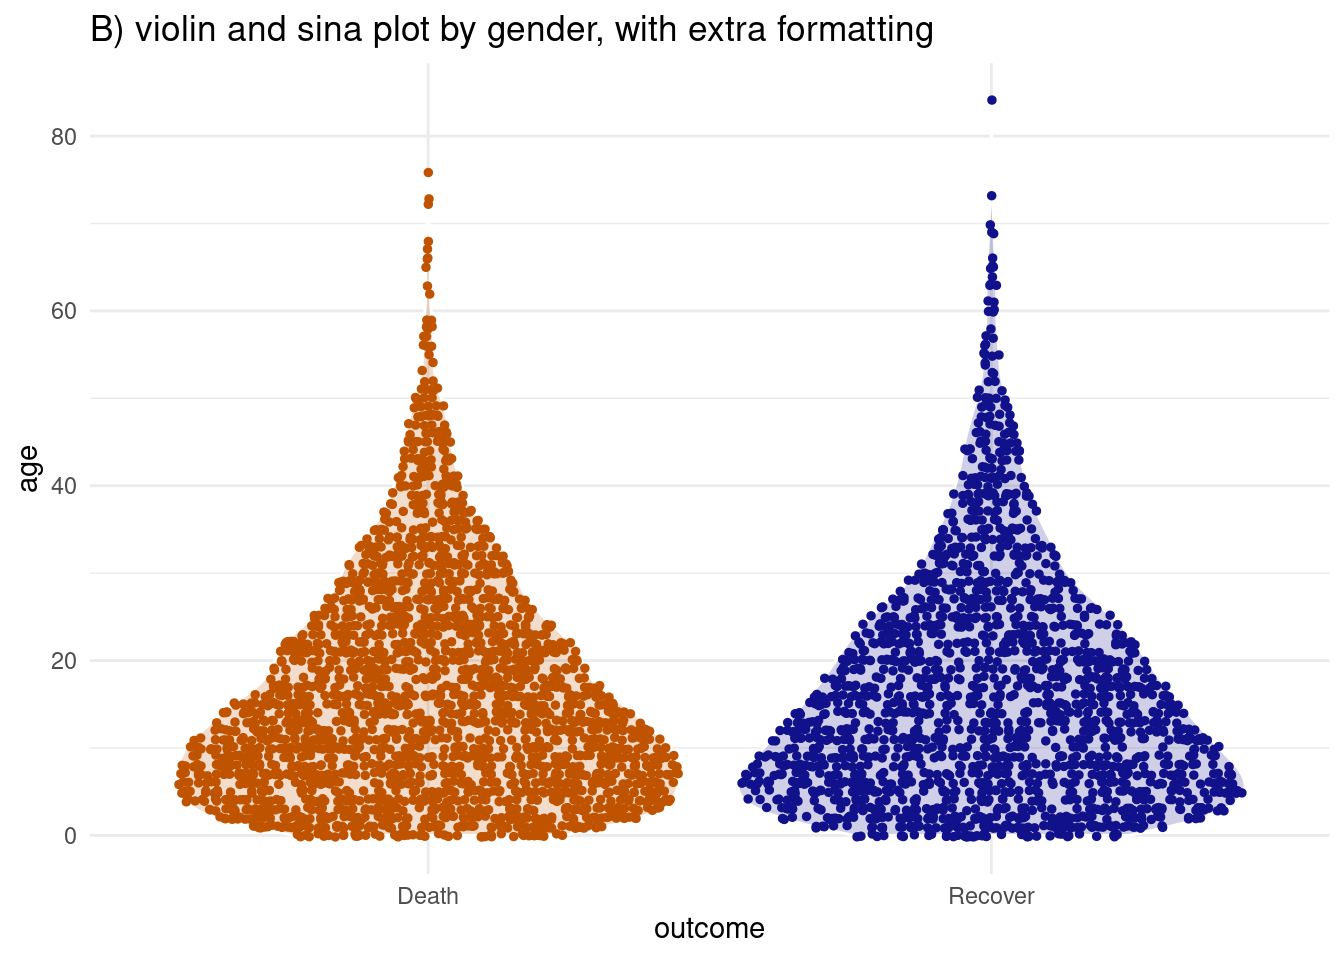 B) violin and sina plot by gender, with extra formatting
80
60
40
20
0
age
Death
Recover
outcome